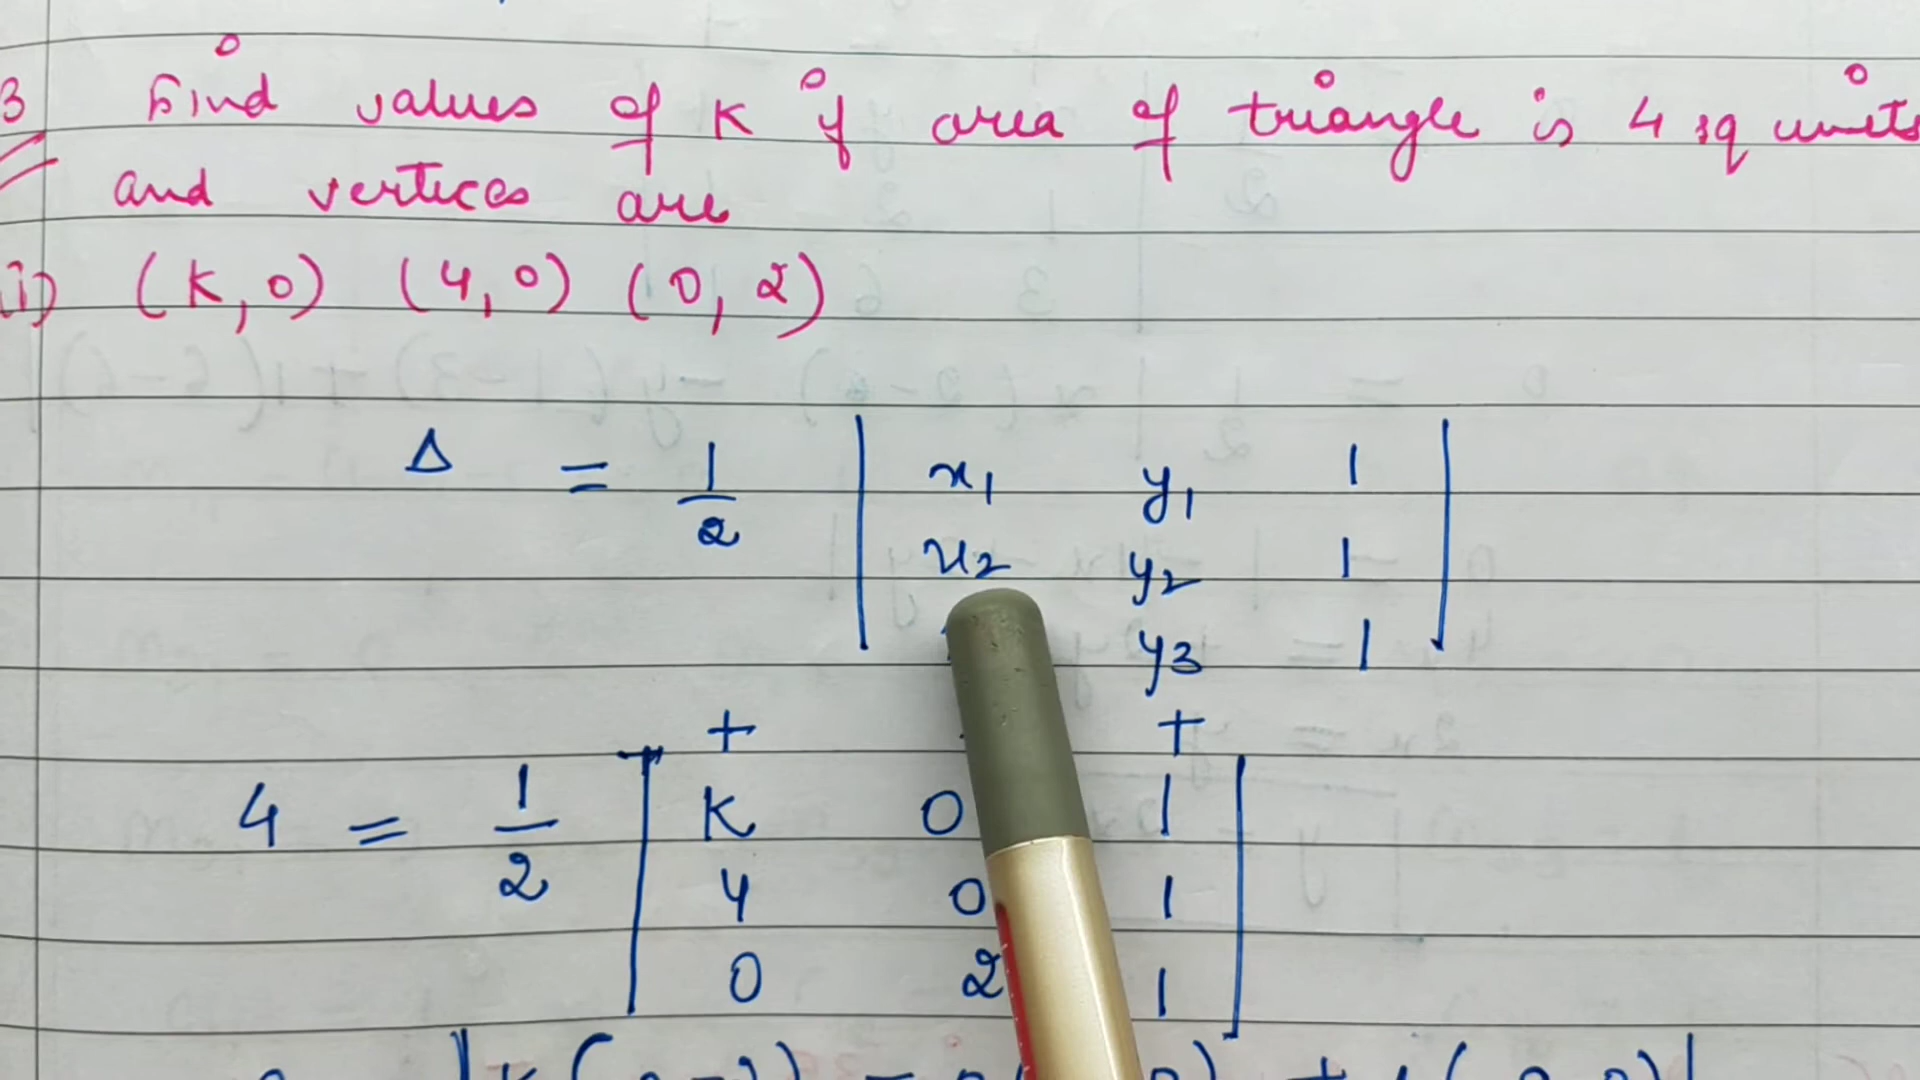 3 Find values of K if area of triangle is 4 sq units
and vertices are
i) (K,0) (4,0) (0,2)
Δ = 1/2 | x1 y1 1
x2 y2 1
y3 1 |
+ +
4 = 1/2 | K 0 1
4 0 1
0 2 1 |